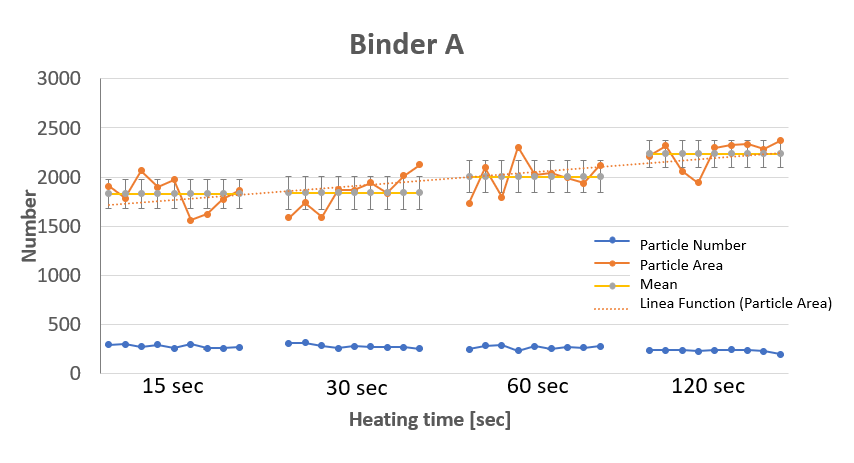 Binder A
3000
2500
2000
1500
1000
500
0
Number
Particle Number
Particle Area
Mean
Linea Function (Particle Area)
15 sec
30 sec
60 sec
120 sec
Heating time [sec]